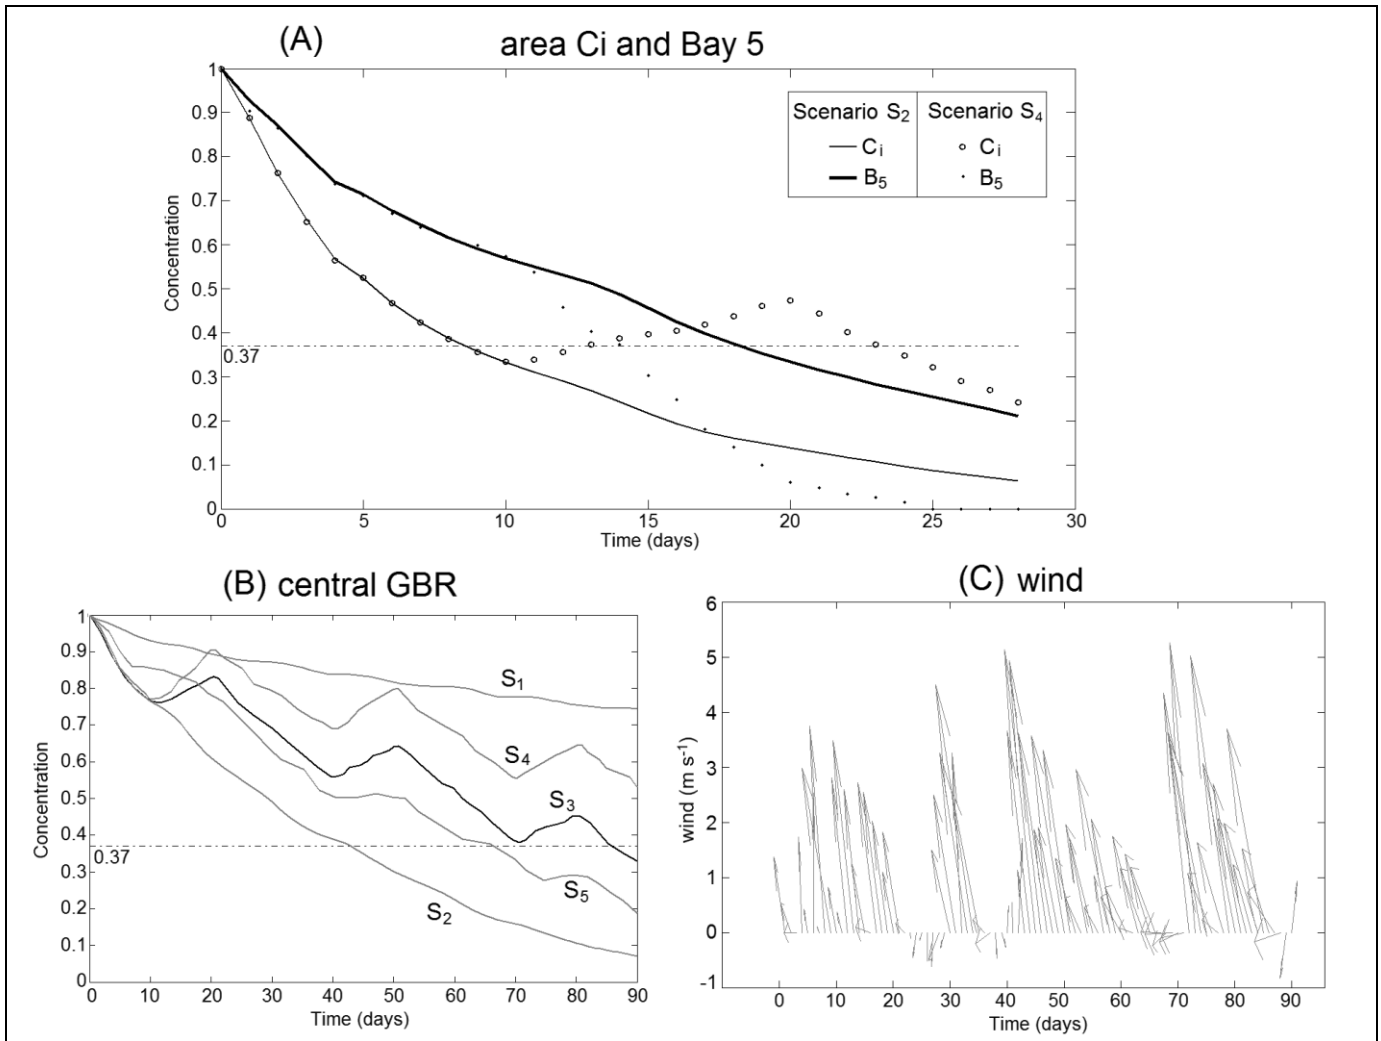 (A) area Ci and Bay 5
Scenario S2 Scenario S4
Ci Ci
B5 B5
Concentration
1
0.9
0.8
0.7
0.6
0.5
0.4
0.37
0.3
0.2
0.1
0
0 5 10 15 20 25 30
Time (days)
(B) central GBR
Concentration
1
0.9
0.8
0.7
0.6
0.5
0.4
0.37
0.3
0.2
0.1
0
S1
S4
S3
S5
S2
0 10 20 30 40 50 60 70 80 90
Time (days)
(C) wind
wind (m s-1)
6
5
4
3
2
1
0
-1
0 10 20 30 40 50 60 70 80 90
Time (days)